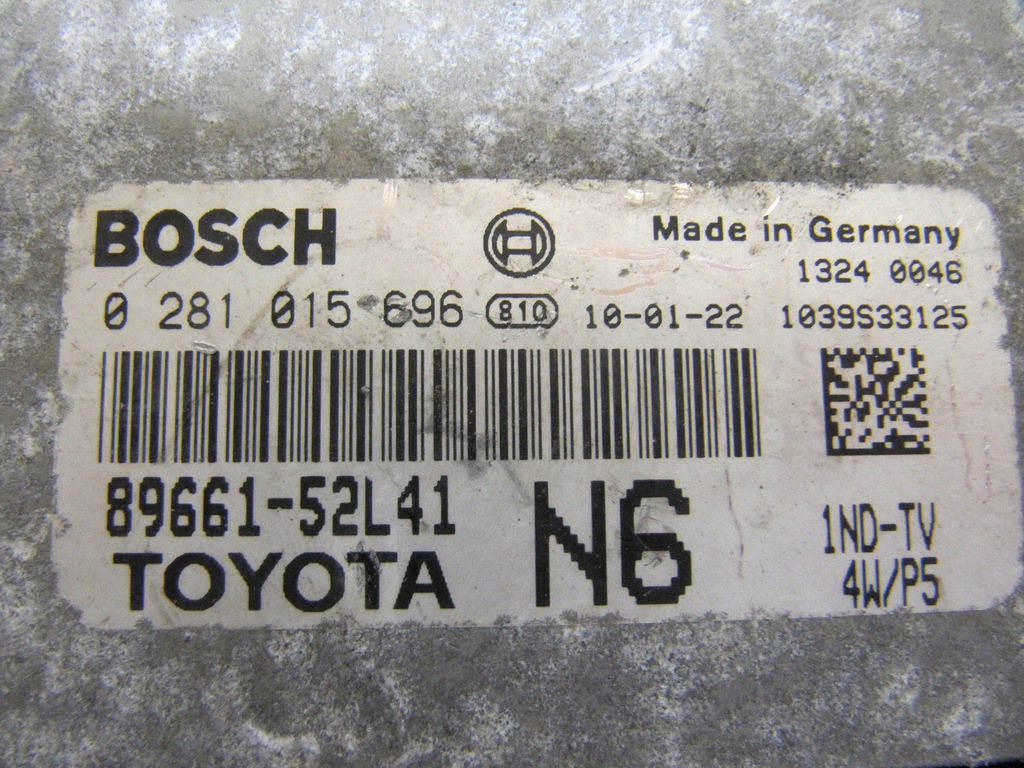 BOSCH Made in Germany
1324 0046
0 281 015 696 810 10-01-22 1039S33125
89661-52L41 N6 1ND-TV
TOYOTA 4W/P5